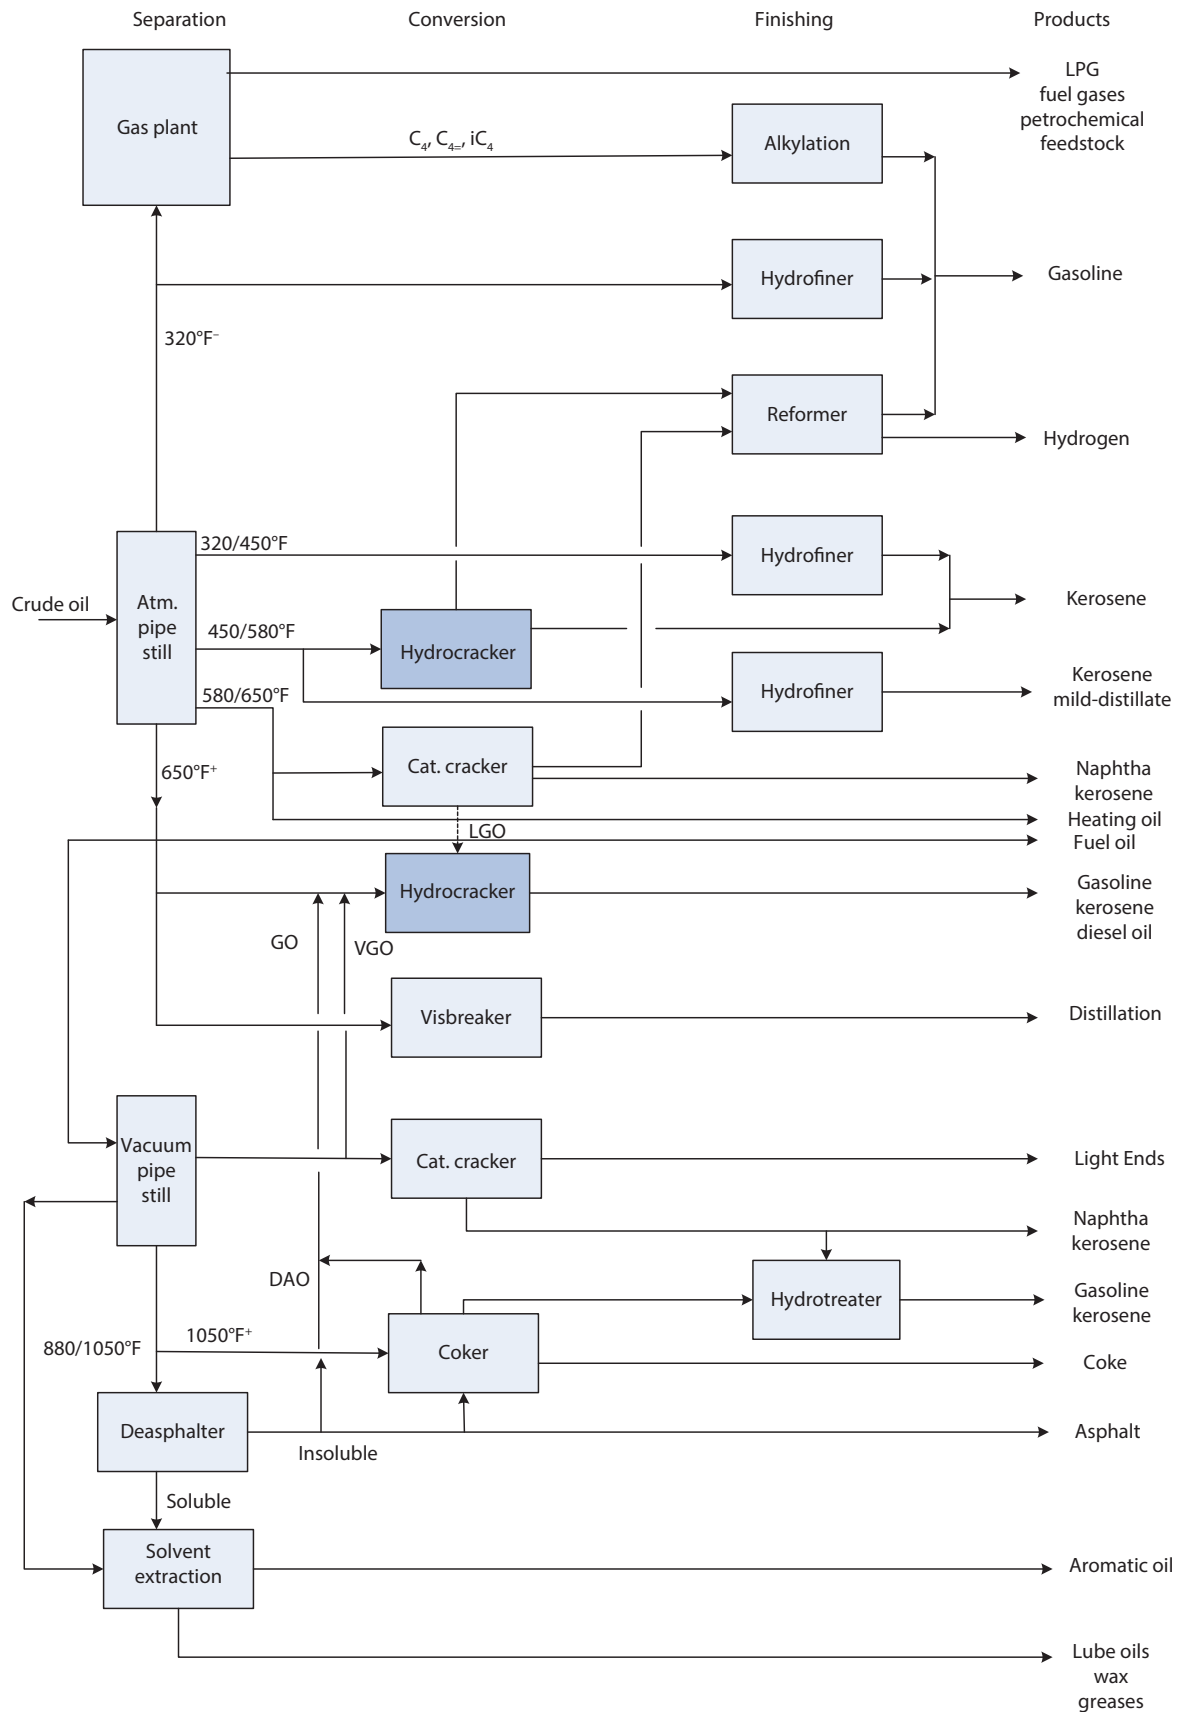 Separation
Conversion
Finishing
Products
Gas plant
LPG
fuel gases
petrochemical
feedstock
C₄, C₄₌, iC₄
Alkylation
Hydrofiner
Gasoline
320°F⁻
Reformer
Hydrogen
320/450°F
Hydrofiner
Crude oil
Atm.
pipe
still
Kerosene
450/580°F
Hydrocracker
Hydrofiner
Kerosene
mild-distillate
580/650°F
650°F⁺
Cat. cracker
Naphtha
kerosene
Heating oil
LGO
Fuel oil
Hydrocracker
Gasoline
kerosene
diesel oil
GO
VGO
Visbreaker
Distillation
Vacuum
pipe
still
Cat. cracker
Light Ends
Naphtha
kerosene
DAO
Hydrotreater
Gasoline
kerosene
880/1050°F
1050°F⁺
Coker
Coke
Deasphalter
Insoluble
Asphalt
Soluble
Solvent
extraction
Aromatic oil
Lube oils
wax
greases